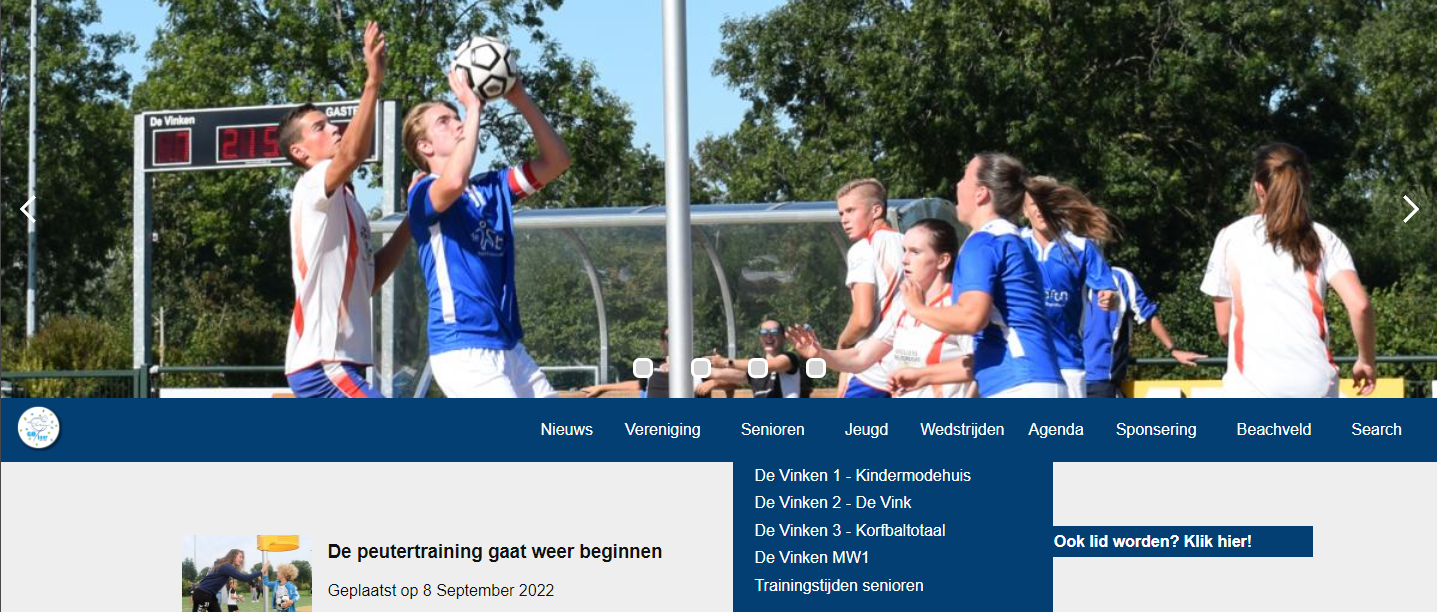 De Vinken
GASTE
215
Nieuws Vereniging Senioren Jeugd Wedstrijden Agenda Sponsering Beachveld Search
De Vinken 1 - Kindermodehuis
De Vinken 2 - De Vink
De Vinken 3 - Korfbaltotaal
De Vinken MW1
Trainingstijden senioren
De peutertraining gaat weer beginnen
Geplaatst op 8 September 2022
Ook lid worden? Klik hier!